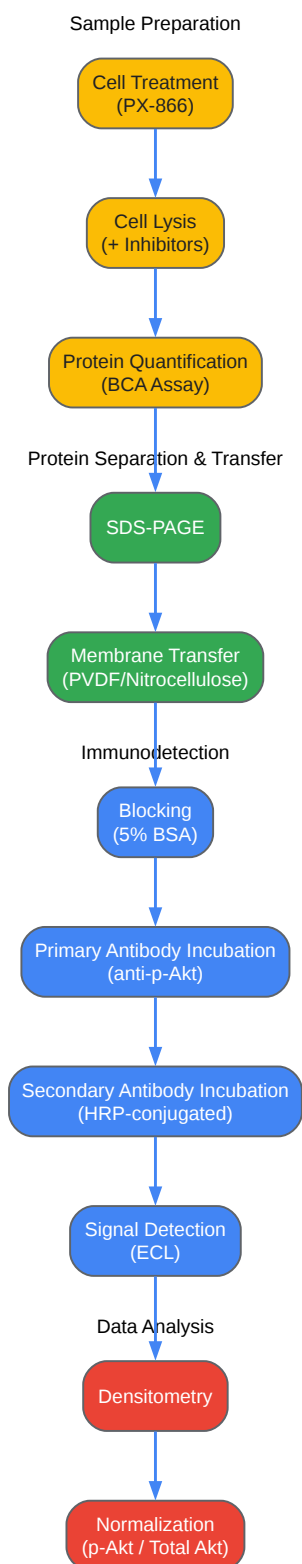 Sample Preparation
Cell Treatment
(PX-866)
Cell Lysis
(+ Inhibitors)
Protein Quantification
(BCA Assay)
Protein Separation & Transfer
SDS-PAGE
Membrane Transfer
(PVDF/Nitrocellulose)
Immunodetection
Blocking
(5% BSA)
Primary Antibody Incubation
(anti-p-Akt)
Secondary Antibody Incubation
(HRP-conjugated)
Signal Detection
(ECL)
Data Analysis
Densitometry
Normalization
(p-Akt / Total Akt)